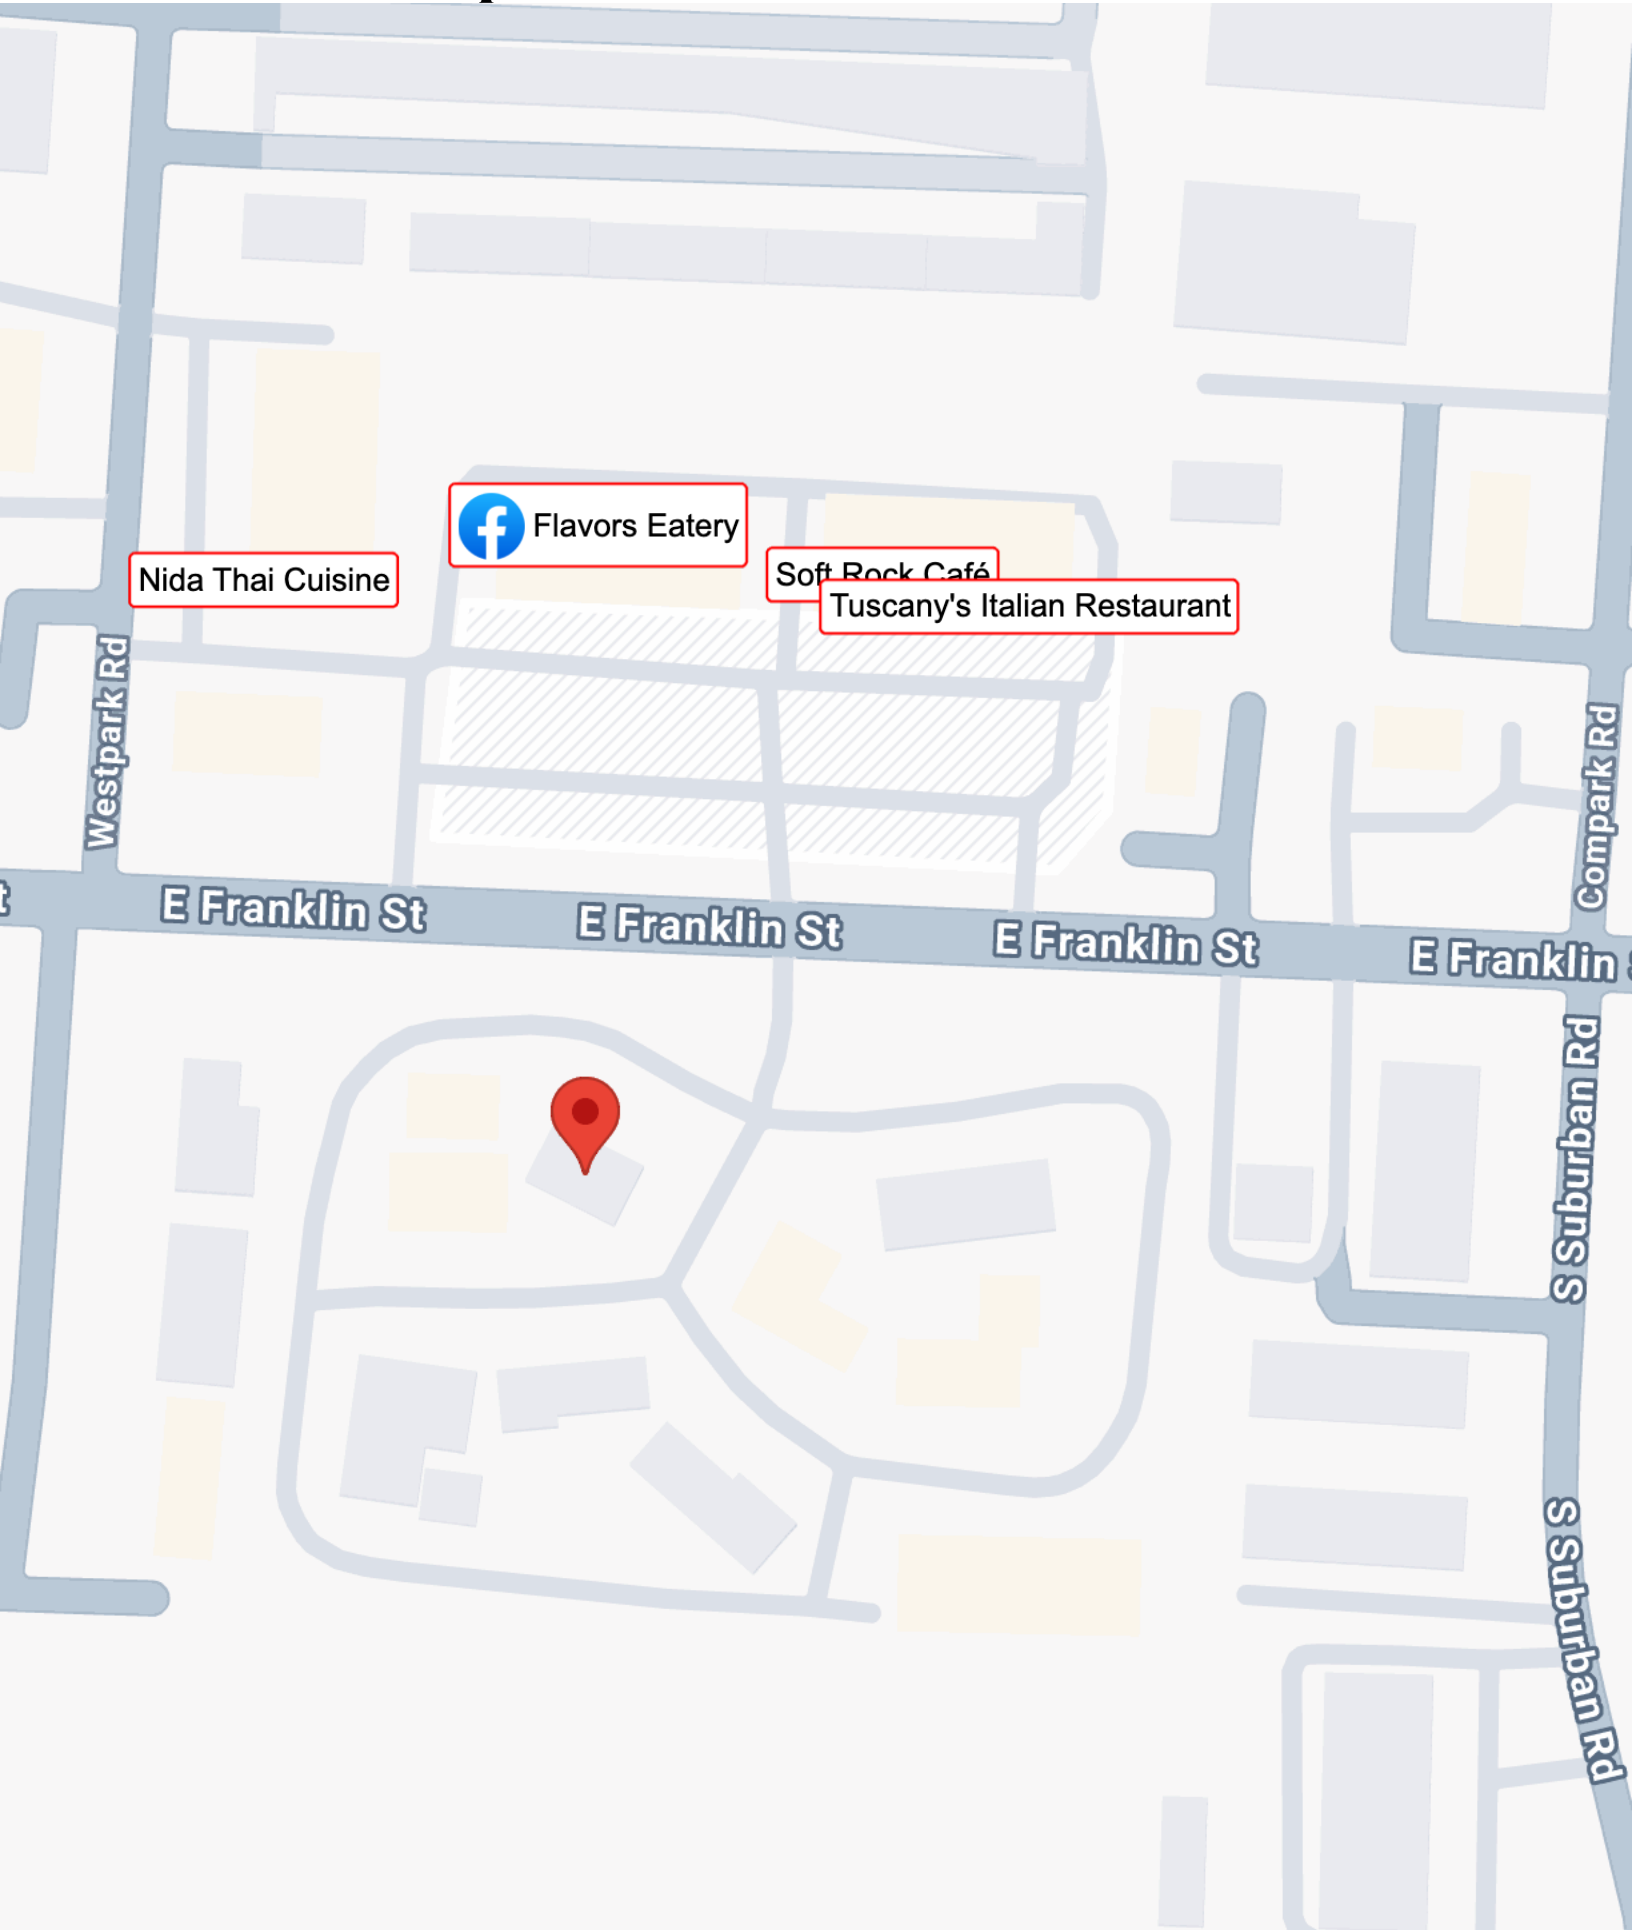 Flavors Eatery
Nida Thai Cuisine
Soft Rock Café
Tuscany's Italian Restaurant
Westpark Rd
Compark Rd
E Franklin St
E Franklin St
E Franklin St
E Franklin
S Suburban Rd
S Suburban Rd